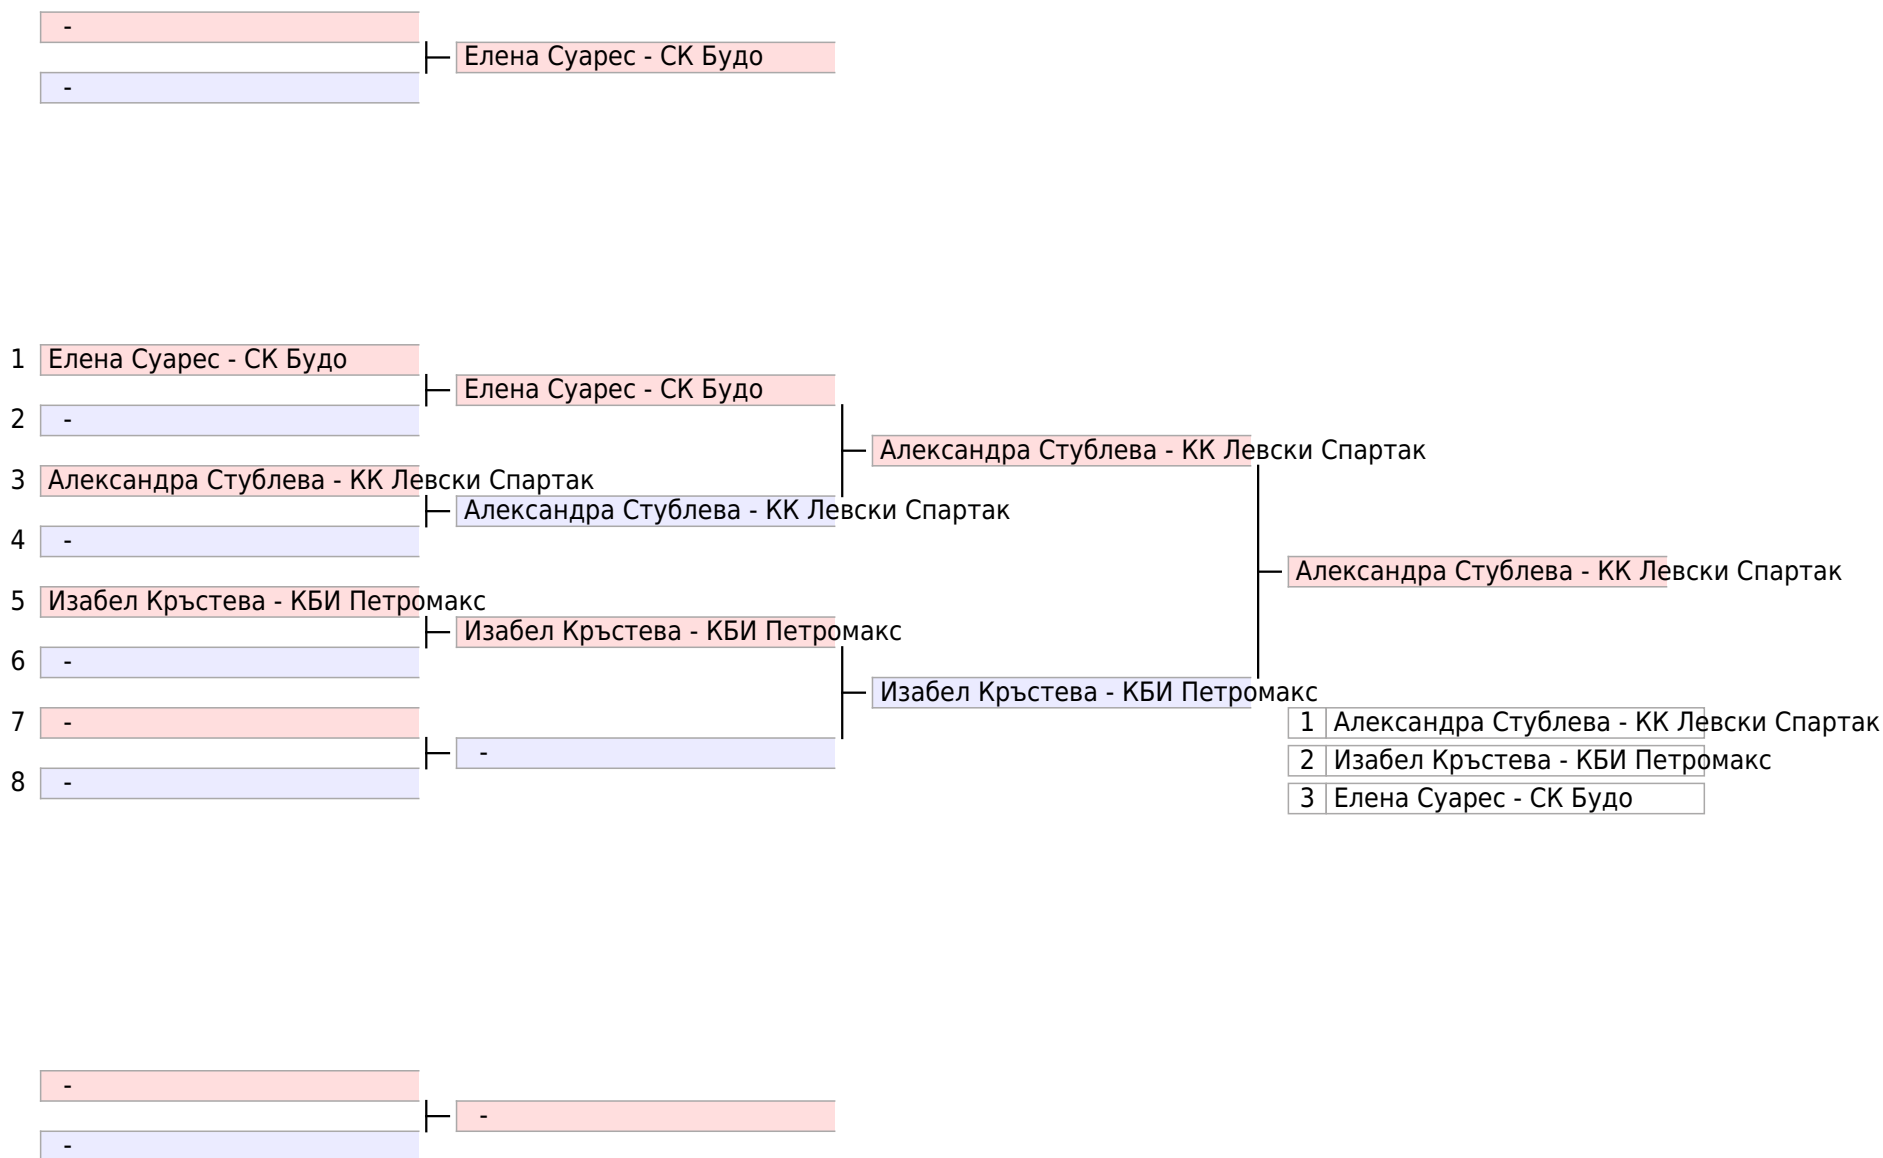 -
Елена Суарес - СК Будо
-
1 Елена Суарес - СК Будо
Елена Суарес - СК Будо
2 -
Александра Стублева - КК Левски Спартак
3 Александра Стублева - КК Левски Спартак
Александра Стублева - КК Левски Спартак
4 -
Александра Стублева - КК Левски Спартак
5 Изабел Кръстева - КБИ Петромакс
Изабел Кръстева - КБИ Петромакс
6 -
Изабел Кръстева - КБИ Петромакс
7 -
1 Александра Стублева - КК Левски Спартак
-
2 Изабел Кръстева - КБИ Петромакс
8 -
3 Елена Суарес - СК Будо
-
-
-